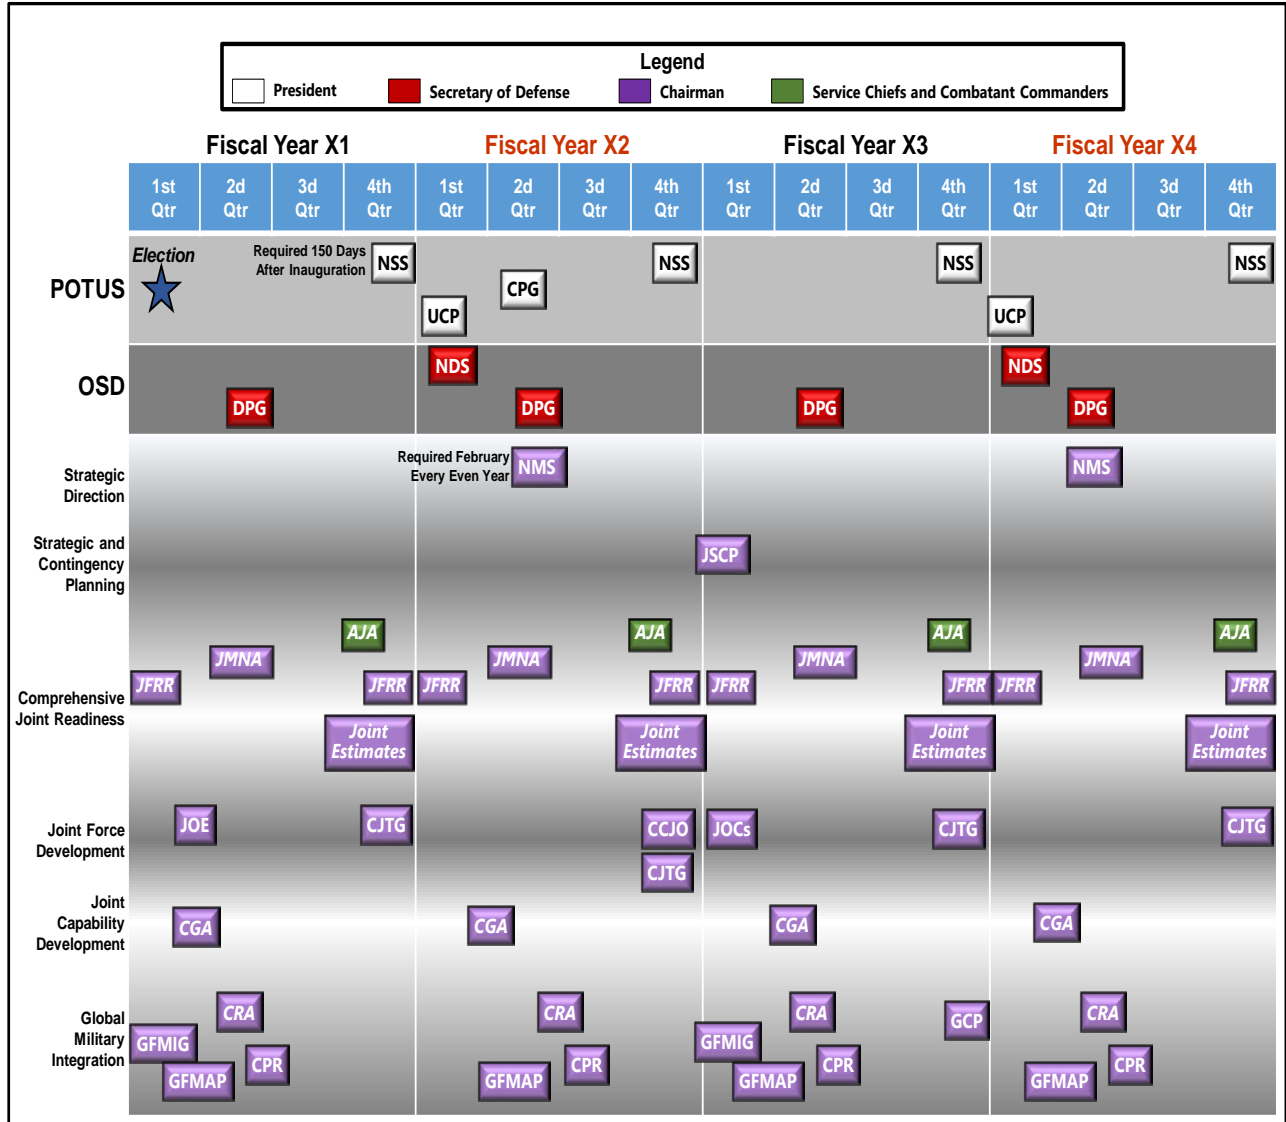 Legend
President
Secretary of Defense
Chairman
Service Chiefs and Combatant Commanders
Fiscal Year X1
Fiscal Year X2
Fiscal Year X3
Fiscal Year X4
1st
Qtr
2d
Qtr
3d
Qtr
4th
Qtr
1st
Qtr
2d
Qtr
3d
Qtr
4th
Qtr
1st
Qtr
2d
Qtr
3d
Qtr
4th
Qtr
1st
Qtr
2d
Qtr
3d
Qtr
4th
Qtr
POTUS
Election
Required 150 Days
After Inauguration
NSS
UCP
CPG
NSS
NSS
UCP
NSS
OSD
DPG
NDS
DPG
DPG
NDS
DPG
Strategic
Direction
Required February
Every Even Year
NMS
NMS
Strategic and
Contingency
Planning
JSCP
Comprehensive
Joint Readiness
AJA
AJA
AJA
AJA
JMNA
JMNA
JMNA
JMNA
JFRR
JFRR
JFRR
JFRR
JFRR
JFRR
JFRR
JFRR
Joint
Estimates
Joint
Estimates
Joint
Estimates
Joint
Estimates
Joint Force
Development
JOE
CJTG
CCJO
CJTG
JOCs
CJTG
CJTG
Joint
Capability
Development
CGA
CGA
CGA
CGA
Global
Military
Integration
CRA
CRA
CRA
GCP
CRA
GFMIG
GFMIG
CPR
CPR
CPR
CPR
GFMAP
GFMAP
GFMAP
GFMAP